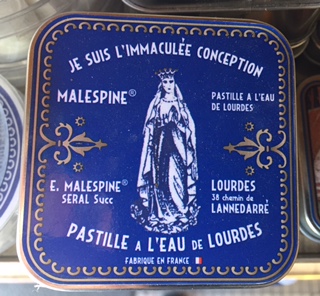 JE SUIS L'IMMACULÉE CONCEPTION
MALESPINE®
PASTILLE A L'EAU
DE LOURDES
E. MALESPINE®
SERAL Succ
LOURDES
38 chemin de
LANNEDARRÉ
PASTILLE A L'EAU DE LOURDES
FABRIQUE EN FRANCE